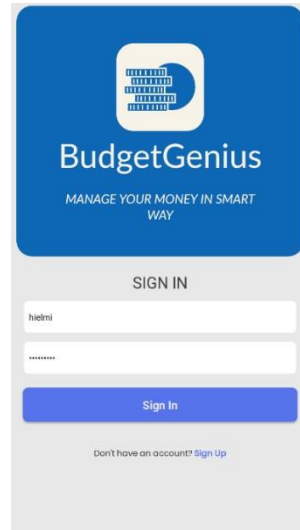 BudgetGenius
MANAGE YOUR MONEY IN SMART
WAY
SIGN IN
hielmi
•••••••••
Sign In
Don't have an account? Sign Up